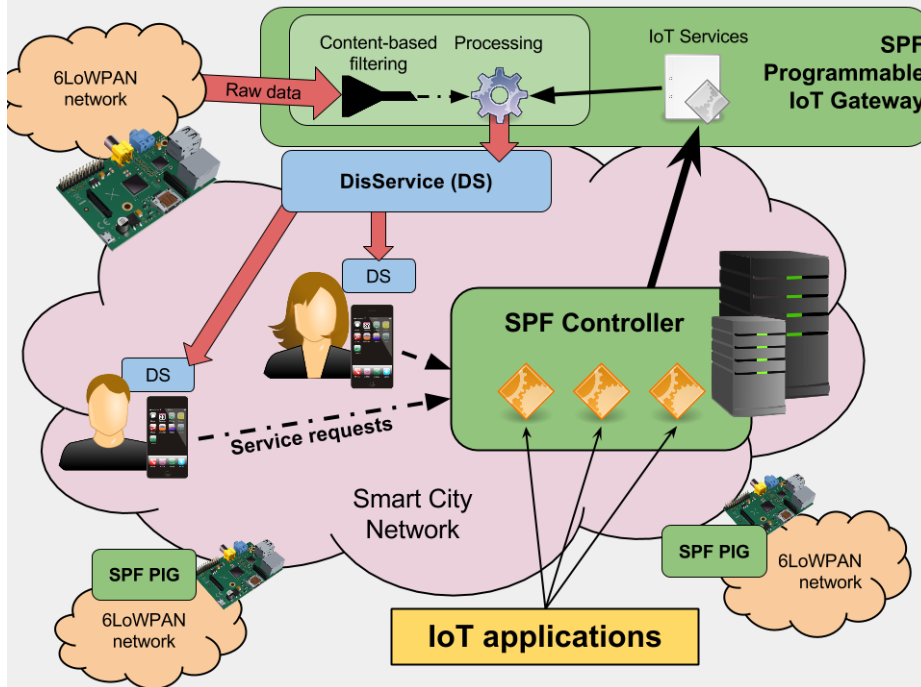 6LoWPAN
network
Raw data
Content-based
filtering
Processing
IoT Services
SPF
Programmable
IoT Gateway
DisService (DS)
DS
SPF Controller
DS
Service requests
Smart City
Network
SPF PIG
6LoWPAN
network
SPF PIG
6LoWPAN
network
IoT applications